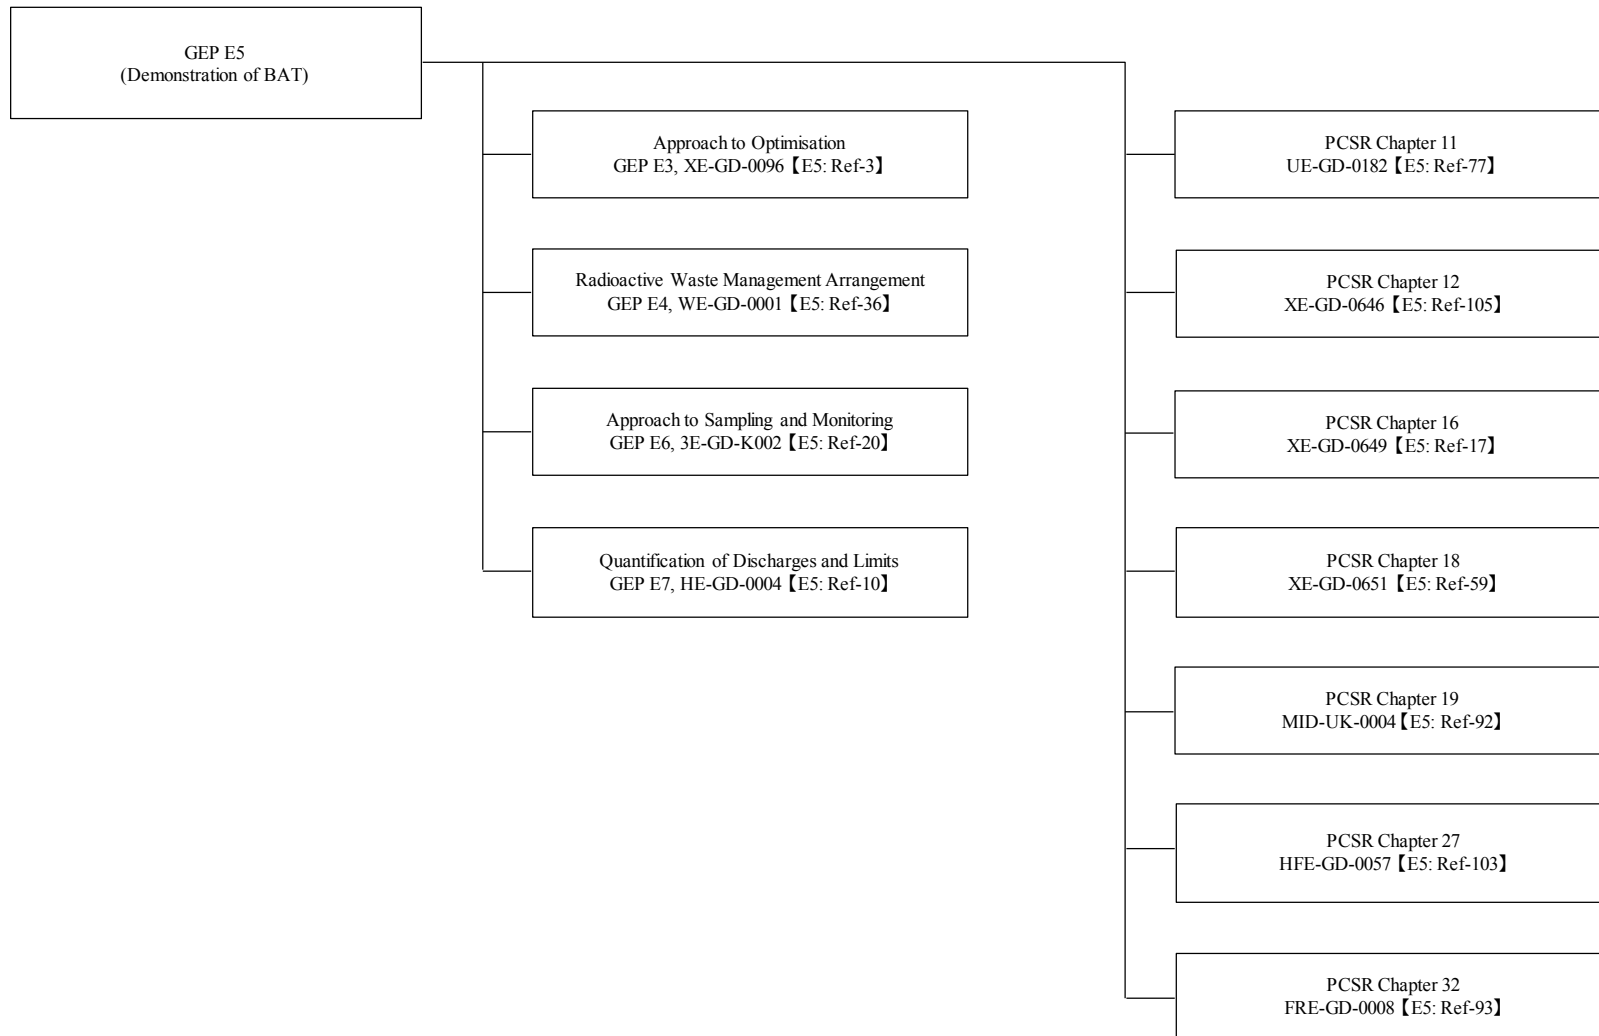 GEP E5
(Demonstration of BAT)
Approach to Optimisation
GEP E3, XE-GD-0096【E5: Ref-3】
Radioactive Waste Management Arrangement
GEP E4, WE-GD-0001【E5: Ref-36】
Approach to Sampling and Monitoring
GEP E6, 3E-GD-K002【E5: Ref-20】
Quantification of Discharges and Limits
GEP E7, HE-GD-0004【E5: Ref-10】
PCSR Chapter 11
UE-GD-0182【E5: Ref-77】
PCSR Chapter 12
XE-GD-0646【E5: Ref-105】
PCSR Chapter 16
XE-GD-0649【E5: Ref-17】
PCSR Chapter 18
XE-GD-0651【E5: Ref-59】
PCSR Chapter 19
MID-UK-0004【E5: Ref-92】
PCSR Chapter 27
HFE-GD-0057【E5: Ref-103】
PCSR Chapter 32
FRE-GD-0008【E5: Ref-93】